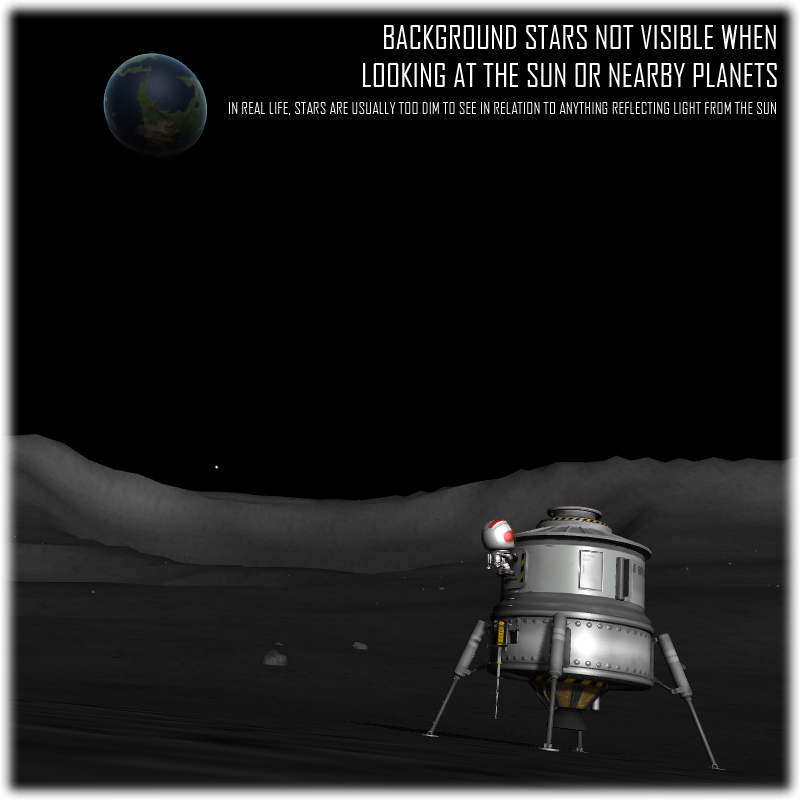 BACKGROUND STARS NOT VISIBLE WHEN
LOOKING AT THE SUN OR NEARBY PLANETS
IN REAL LIFE, STARS ARE USUALLY TOO DIM TO SEE IN RELATION TO ANYTHING REFLECTING LIGHT FROM THE SUN